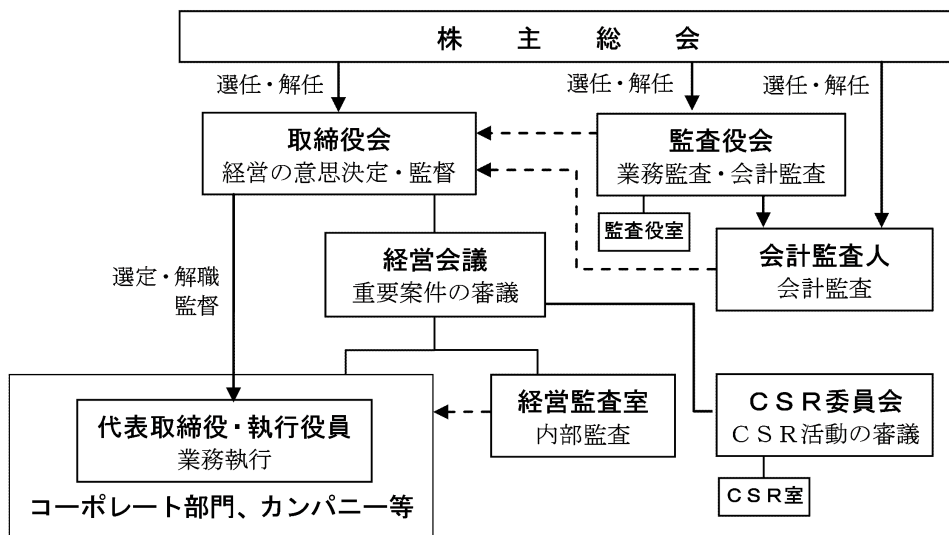 株主総会
選任・解任
選任・解任
選任・解任
取締役会
経営の意思決定・監督
監査役会
業務監査・会計監査
監査役室
会計監査人
会計監査
経営会議
重要案件の審議
選定・解職
監督
代表取締役・執行役員
業務執行
コーポレート部門、カンパニー等
経営監査室
内部監査
ＣＳＲ委員会
ＣＳＲ活動の審議
ＣＳＲ室